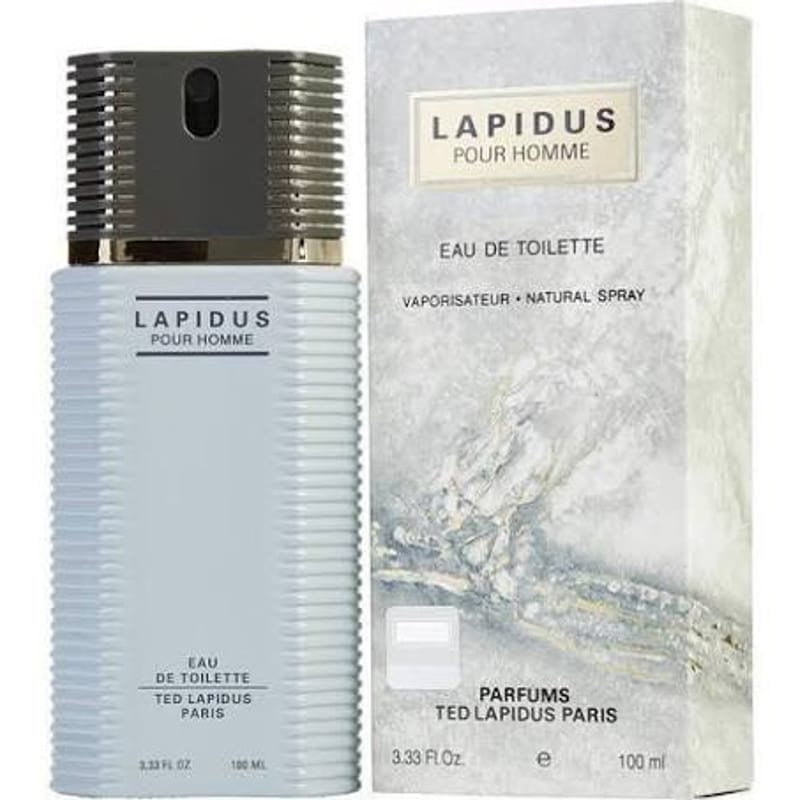 LAPIDUS
POUR HOMME
EAU
DE TOILETTE
TED LAPIDUS
PARIS
3.33 FL OZ 100 ML
LAPIDUS
POUR HOMME
EAU DE TOILETTE
VAPORISATEUR • NATURAL SPRAY
PARFUMS
TED LAPIDUS PARIS
3.33 Fl.Oz. e 100 ml